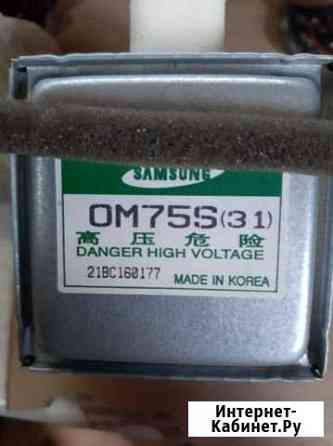 SAMSUNG
OM75S(31)
高压危险
DANGER HIGH VOLTAGE
21BC160177 MADE IN KOREA
Интернет-
Кабинет.Ру